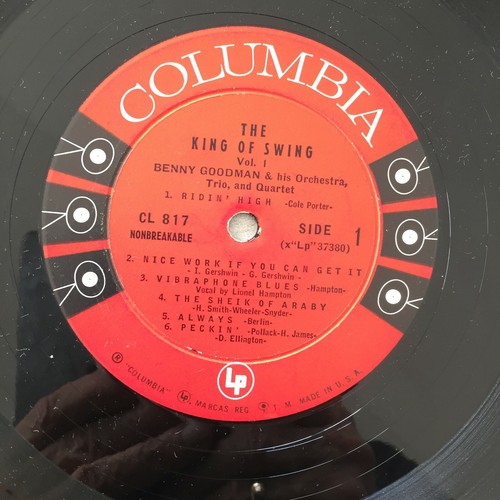 COLUMBIA
THE
KING OF SWING
Vol. I
BENNY GOODMAN & his Orchestra,
Trio, and Quartet
1. RIDIN' HIGH -Cole Porter-
CL 817
NONBREAKABLE
SIDE 1
(x"Lp"37380)
2. NICE WORK IF YOU CAN GET IT
-I. Gershwin - G. Gershwin-
3. VIBRAPHONE BLUES -Hampton-
Vocal by Lionel Hampton
4. THE SHEIK OF ARABY
-H. Smith-Wheeler-Snyder-
5. ALWAYS -Berlin-
6. PECKIN' -Pollack-H. James-
-D. Ellington-
Lp
® "COLUMBIA" Lp MARCAS REG. T. M. MADE IN U.S.A.